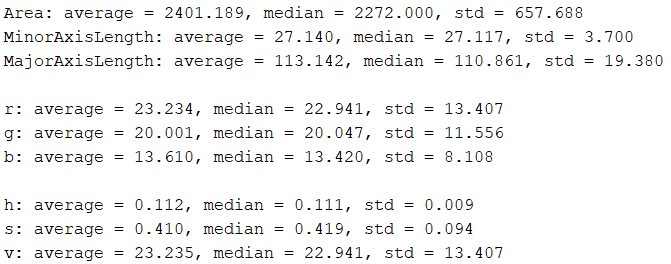 Area: average = 2401.189, median = 2272.000, std = 657.688
MinorAxisLength: average = 27.140, median = 27.117, std = 3.700
MajorAxisLength: average = 113.142, median = 110.861, std = 19.380
r: average = 23.234, median = 22.941, std = 13.407
g: average = 20.001, median = 20.047, std = 11.556
b: average = 13.610, median = 13.420, std = 8.108
h: average = 0.112, median = 0.111, std = 0.009
s: average = 0.410, median = 0.419, std = 0.094
v: average = 23.235, median = 22.941, std = 13.407